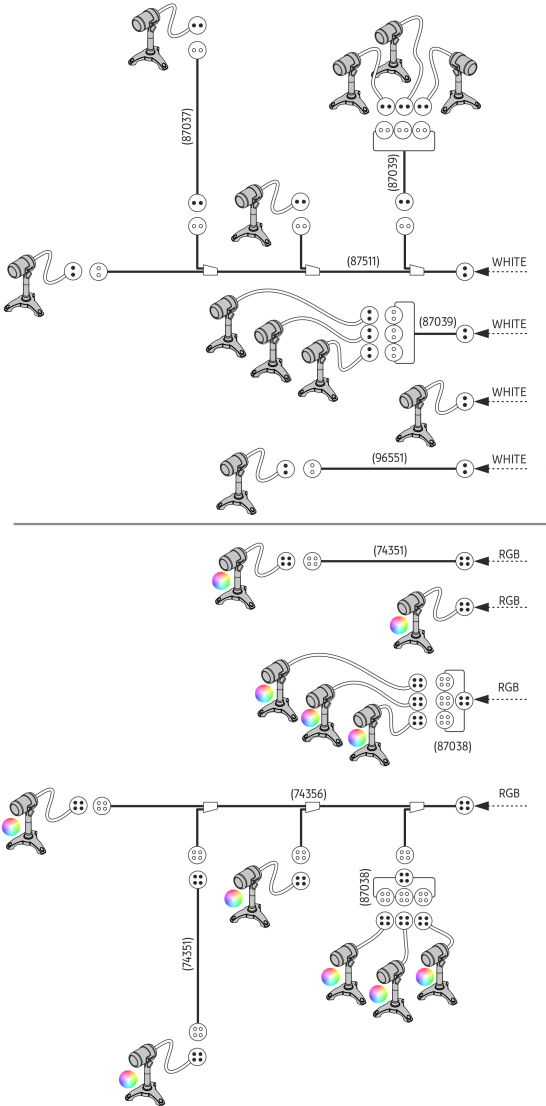 (87037)
(87039)
(87511)
WHITE
(87039)
WHITE
WHITE
(96551)
WHITE
(74351)
RGB
RGB
RGB
(87038)
(74356)
RGB
(87038)
(74351)